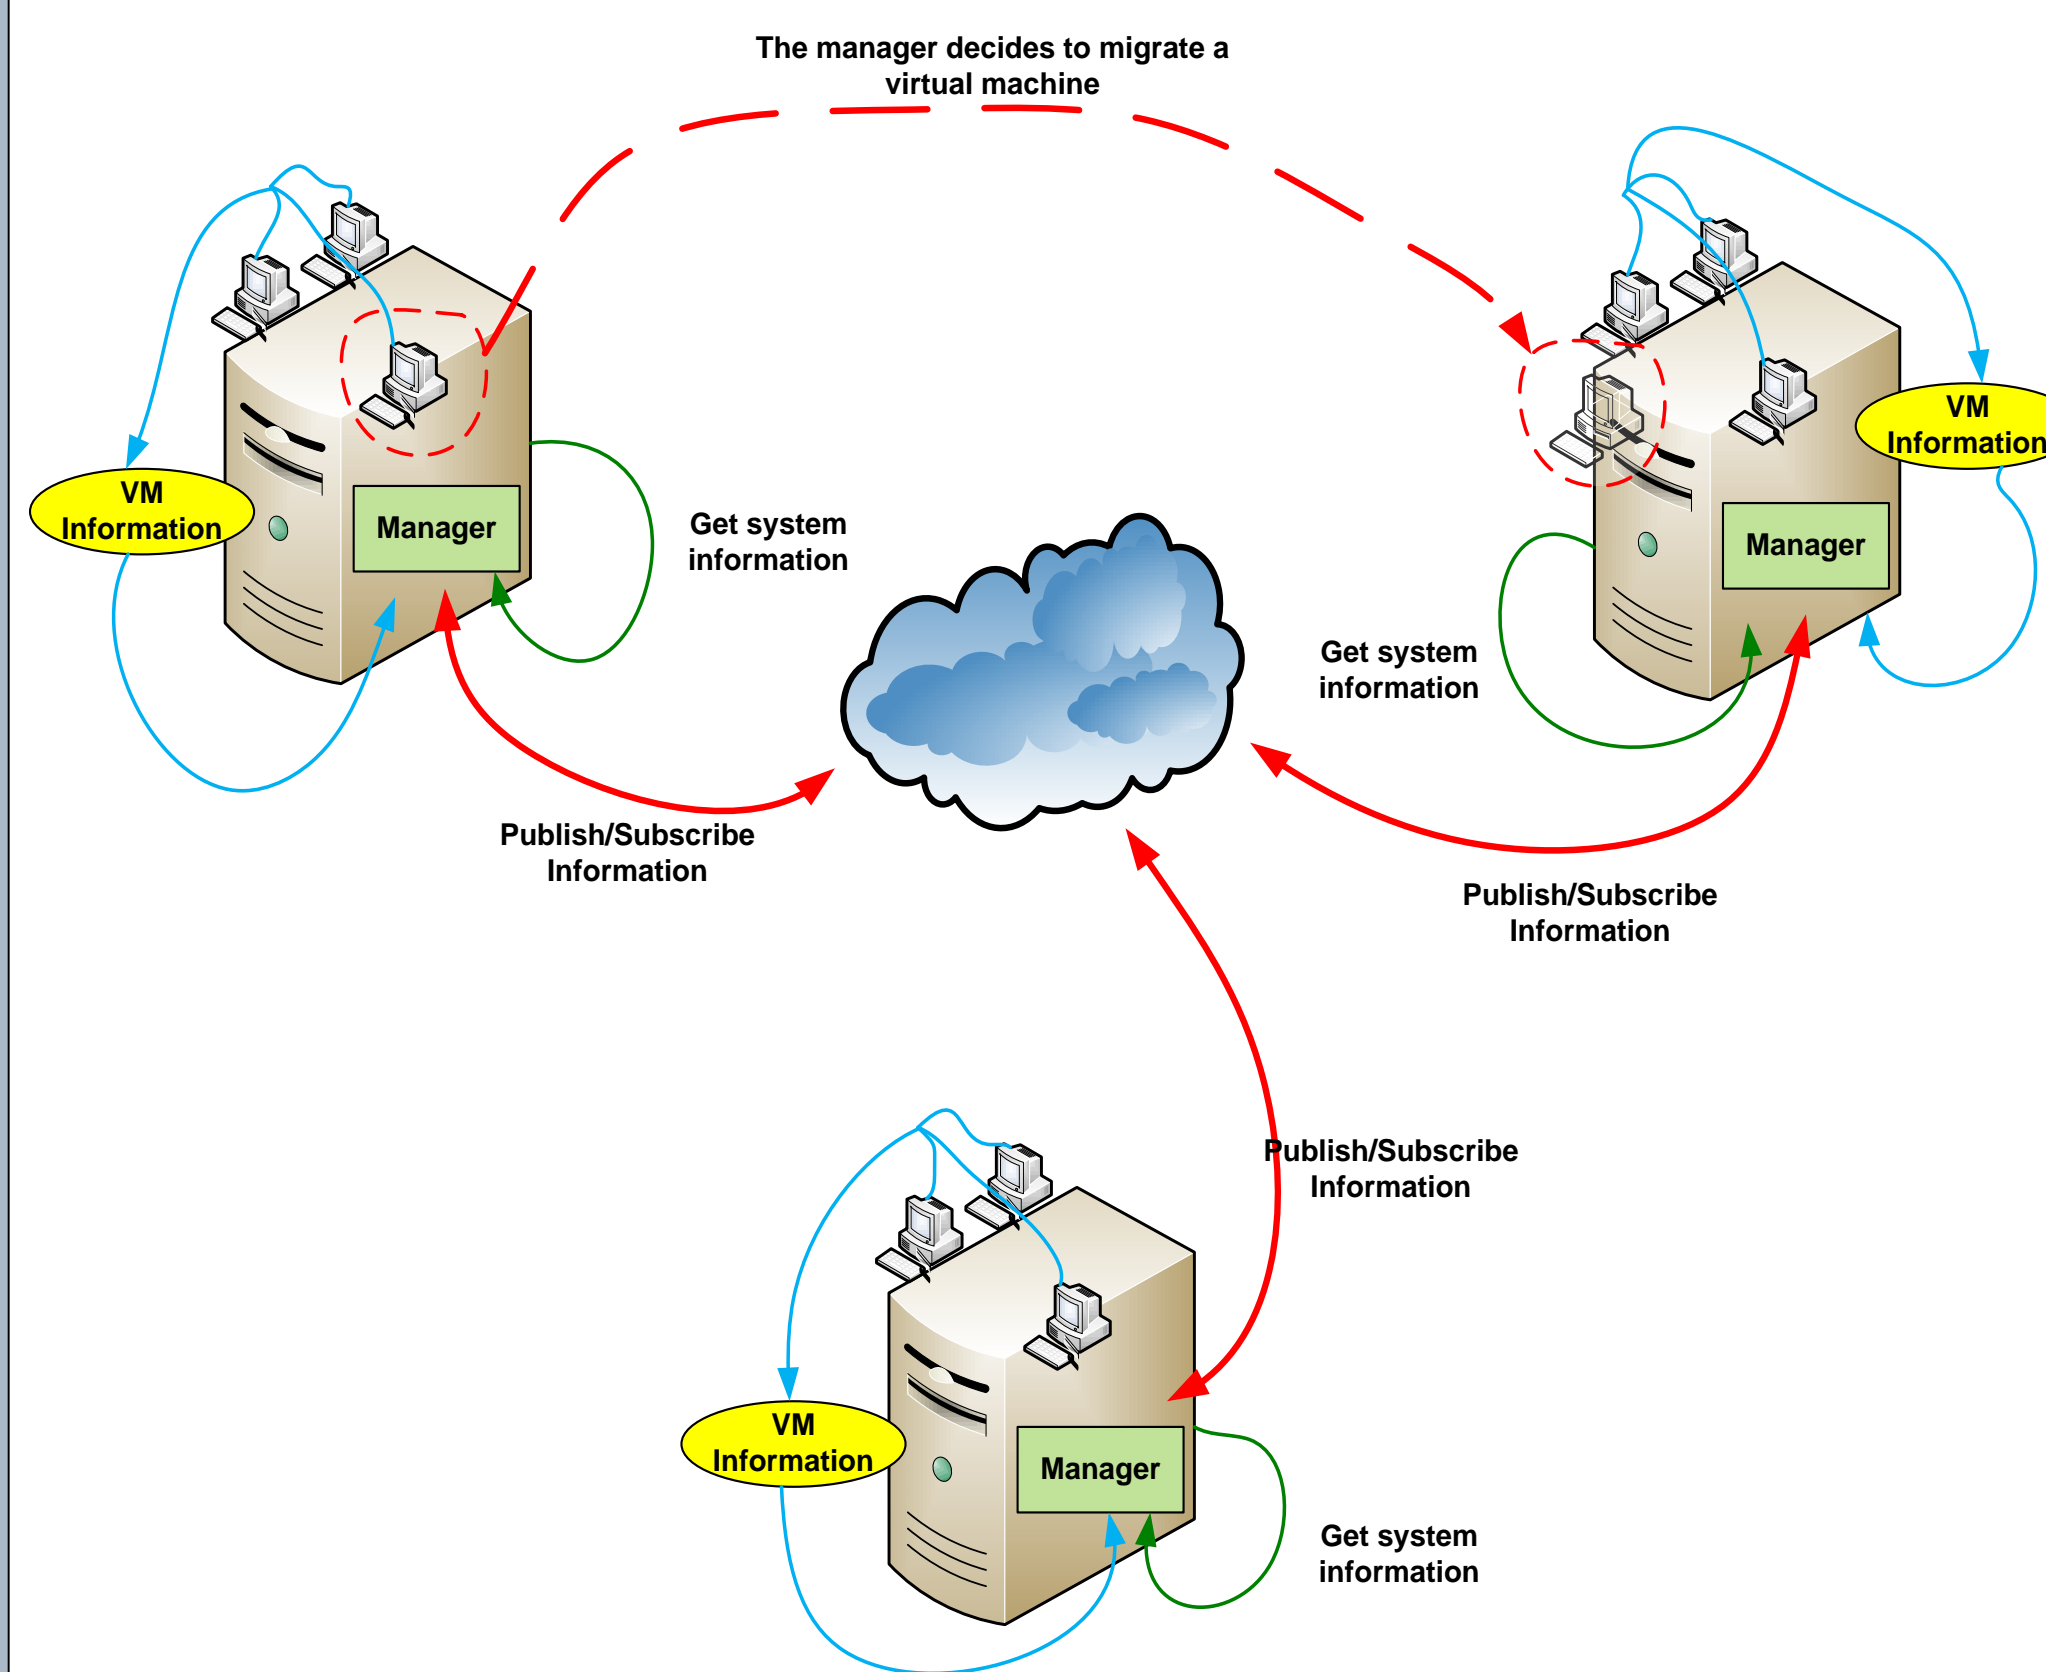 The manager decides to migrate a
virtual machine
VM
Information
Manager
Get system
information
VM
Information
Manager
Get system
information
Publish/Subscribe
Information
Publish/Subscribe
Information
Publish/Subscribe
Information
VM
Information
Manager
Get system
information